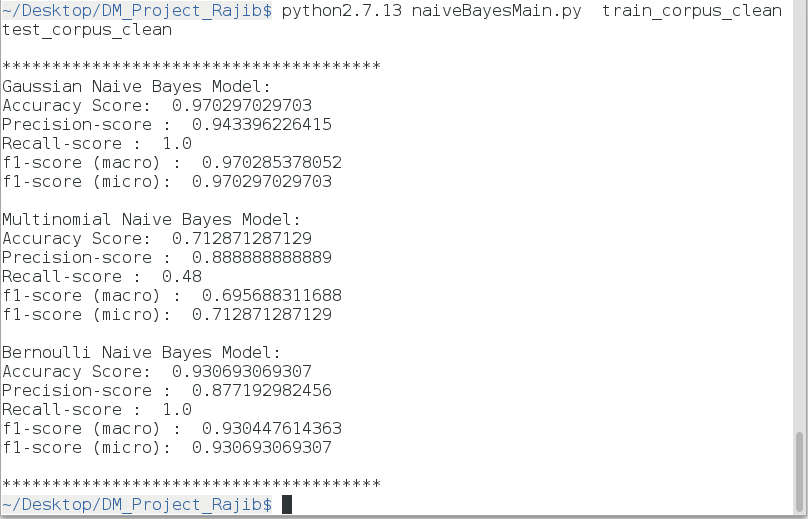 ~/Desktop/DM_Project_Rajib$ python2.7.13 naiveBayesMain.py  train_corpus_clean
test_corpus_clean
**************************************
Gaussian Naive Bayes Model:
Accuracy Score:  0.970297029703
Precision-score :  0.943396226415
Recall-score :  1.0
f1-score (macro) :  0.970285378052
f1-score (micro):  0.970297029703
Multinomial Naive Bayes Model:
Accuracy Score:  0.712871287129
Precision-score :  0.888888888889
Recall-score :  0.48
f1-score (macro) :  0.695688311688
f1-score (micro):  0.712871287129
Bernoulli Naive Bayes Model:
Accuracy Score:  0.930693069307
Precision-score :  0.877192982456
Recall-score :  1.0
f1-score (macro) :  0.930447614363
f1-score (micro):  0.930693069307
**************************************
~/Desktop/DM_Project_Rajib$